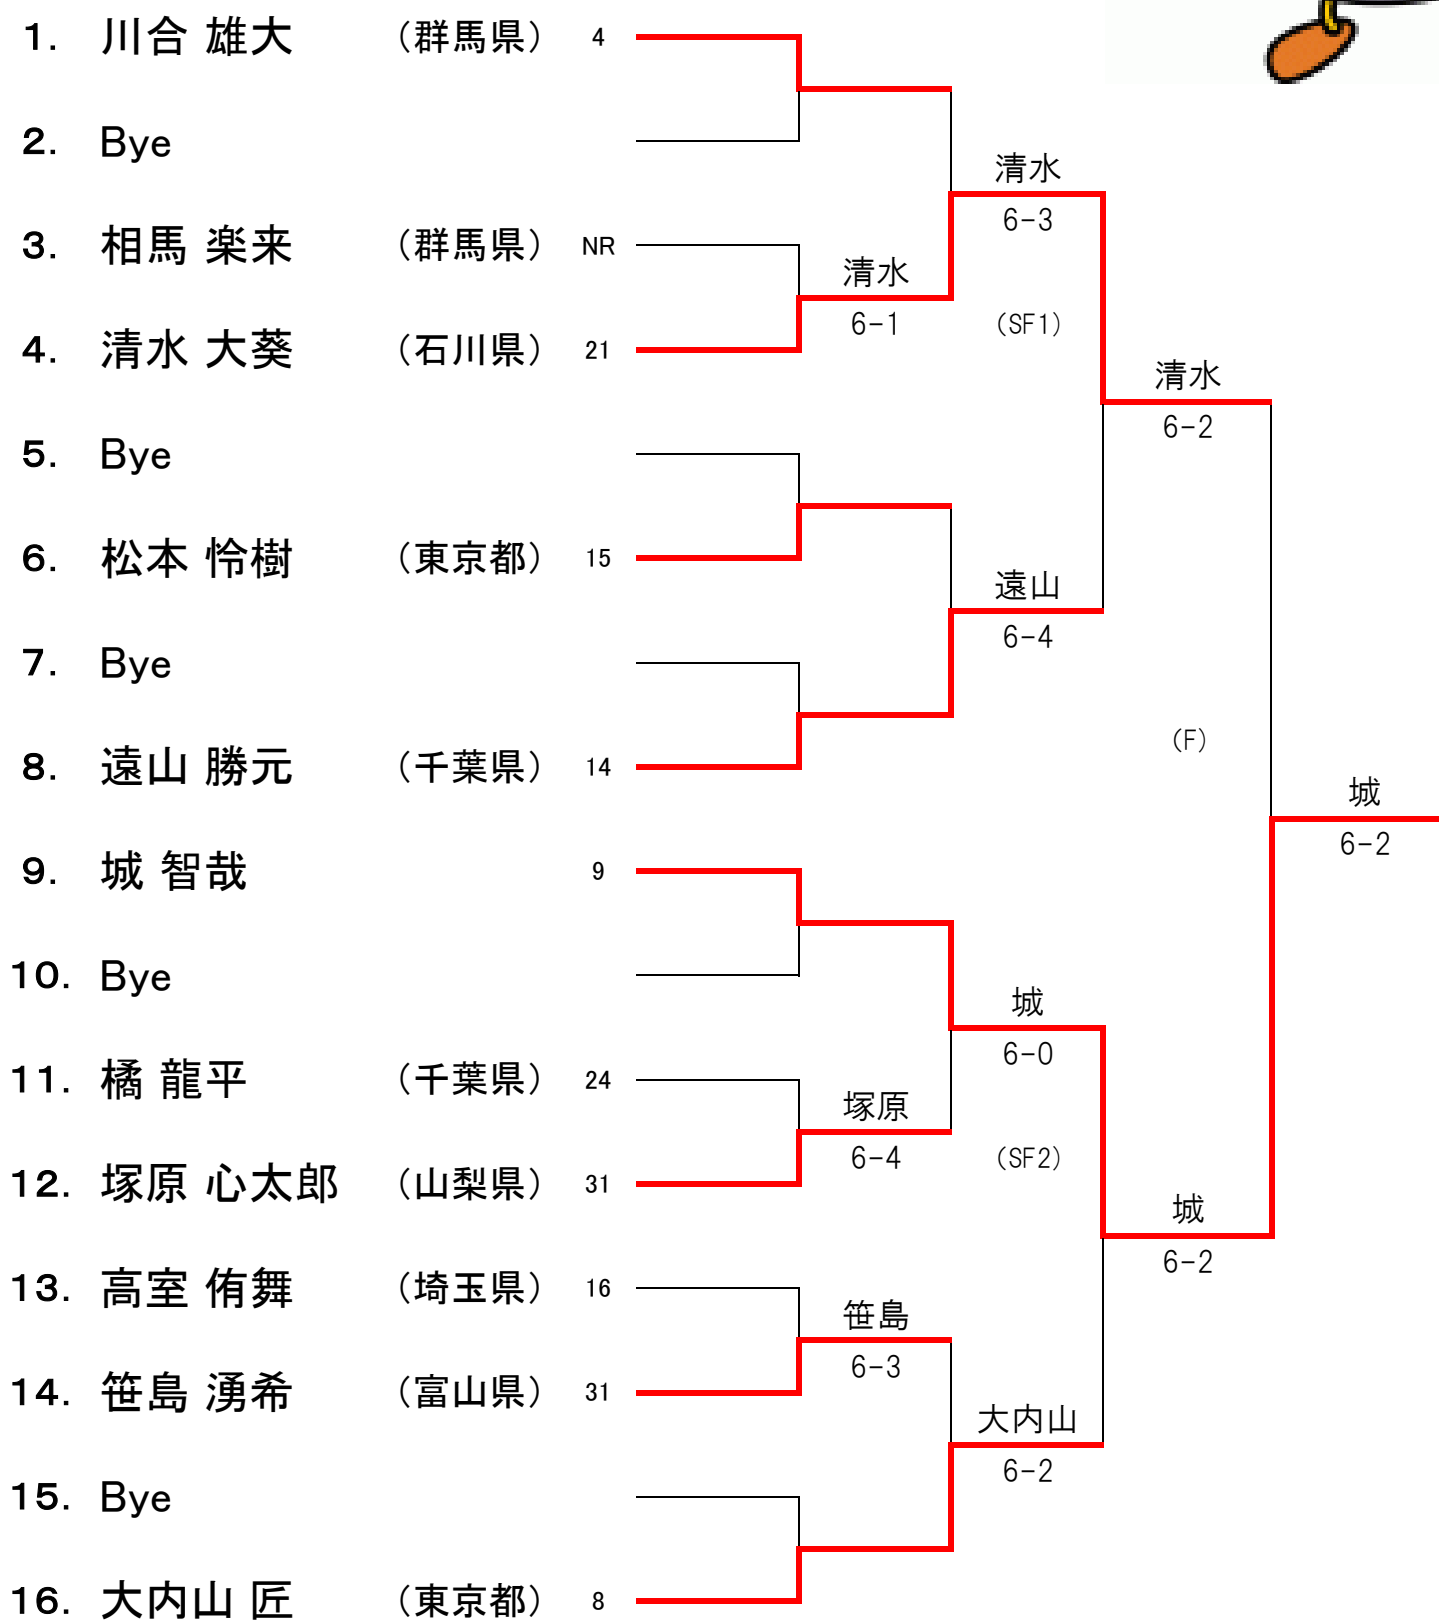 1. 川合 雄大 （群馬県） 4
2. Bye
清水
6-3
3. 相馬 楽来 （群馬県） NR
清水
6-1
（SF1）
4. 清水 大葵 （石川県） 21
清水
6-2
5. Bye
6. 松本 怜樹 （東京都） 15
遠山
6-4
7. Bye
（F）
8. 遠山 勝元 （千葉県） 14
城
6-2
9. 城 智哉 9
10. Bye
城
6-0
11. 橘 龍平 （千葉県） 24
塚原
6-4
（SF2）
12. 塚原 心太郎 （山梨県） 31
城
6-2
13. 高室 侑舞 （埼玉県） 16
笹島
6-3
14. 笹島 湧希 （富山県） 31
大内山
6-2
15. Bye
16. 大内山 匠 （東京都） 8